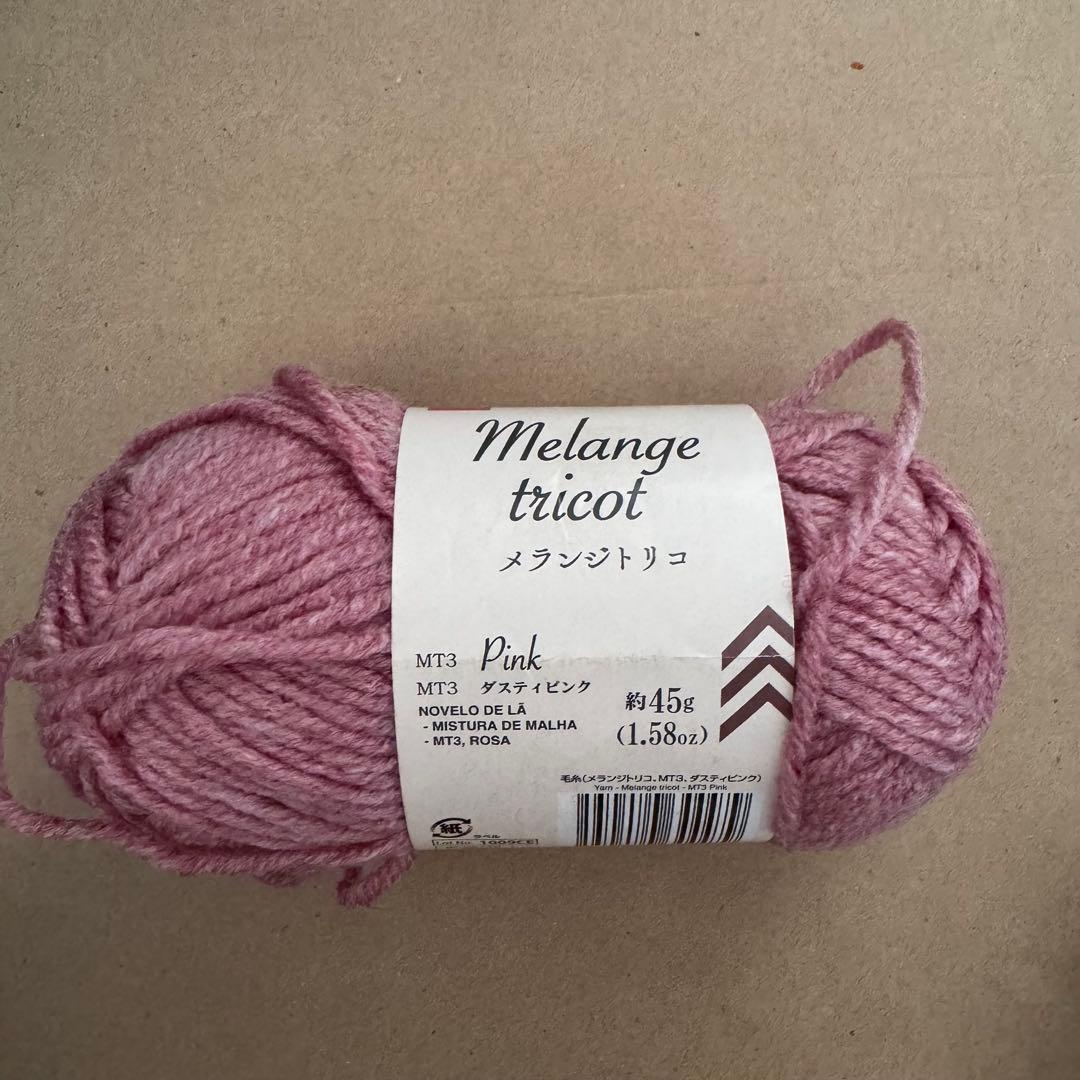 Melange
tricot
メランジトリコ
MT3 Pink
MT3 ダスティピンク
NOVELO DE LÃ
- MISTURA DE MALHA
- MT3, ROSA
約45g
(1.58oz)
毛糸(メランジトリコ、MT3、ダスティピンク)
Yarn - Melange tricot - MT3 Pink
紙
ラベル
Lot No. 1009CE